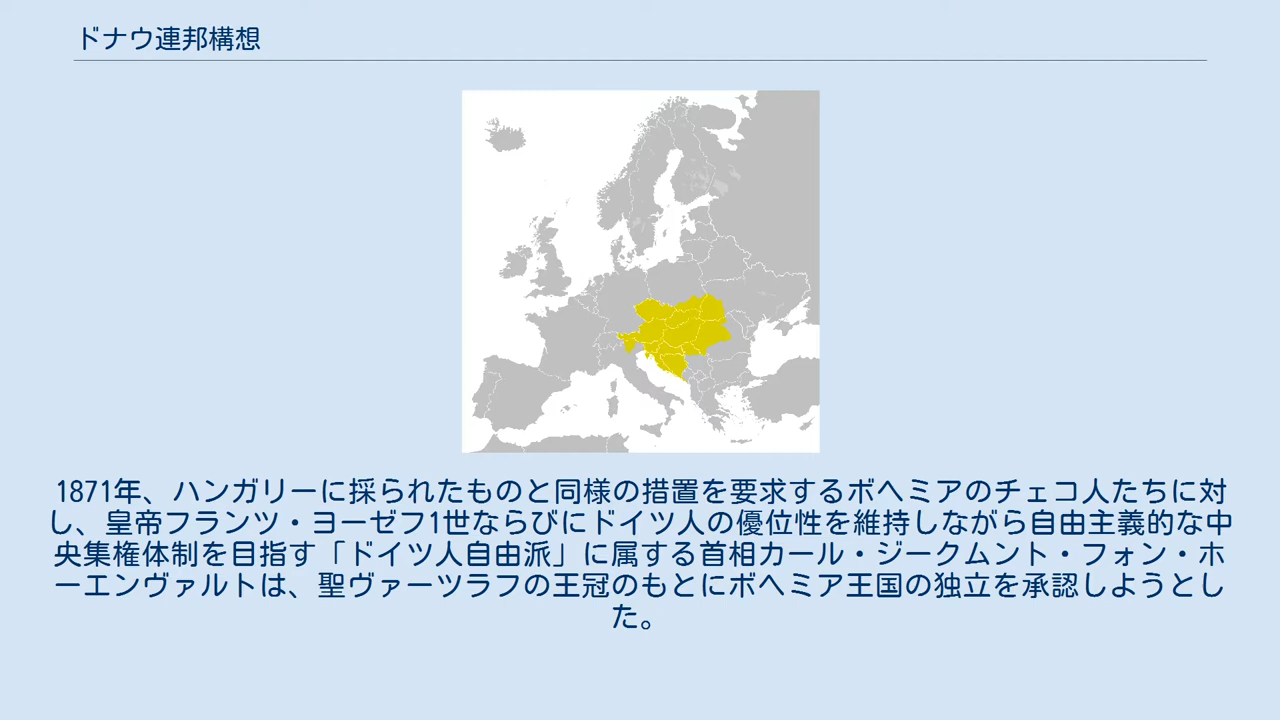 ドナウ連邦構想
1871年、ハンガリーに採られたものと同様の措置を要求するボヘミアのチェコ人たちに対
し、皇帝フランツ・ヨーゼフ1世ならびにドイツ人の優位性を維持しながら自由主義的な中
央集権体制を目指す「ドイツ人自由派」に属する首相カール・ジークムント・フォン・ホ
ーエンヴァルトは、聖ヴァーツラフの王冠のもとにボヘミア王国の独立を承認しようとし
た。